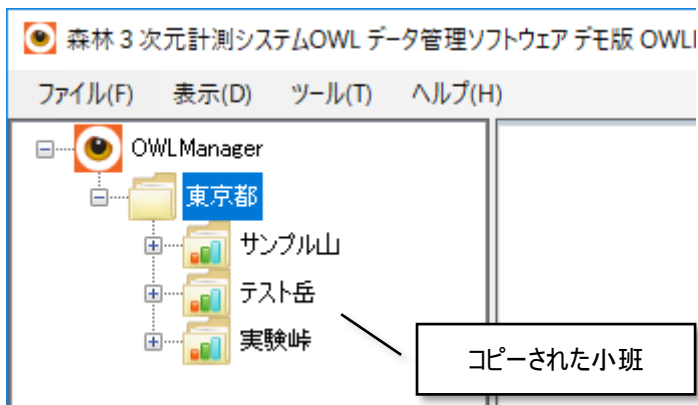 森林3次元計測システムOWL データ管理ソフトウェア デモ版 OWL
ファイル(F) 表示(D) ツール(T) ヘルプ(H)
OWLManager
東京都
サンプル山
テスト岳
実験峠
コピーされた小班